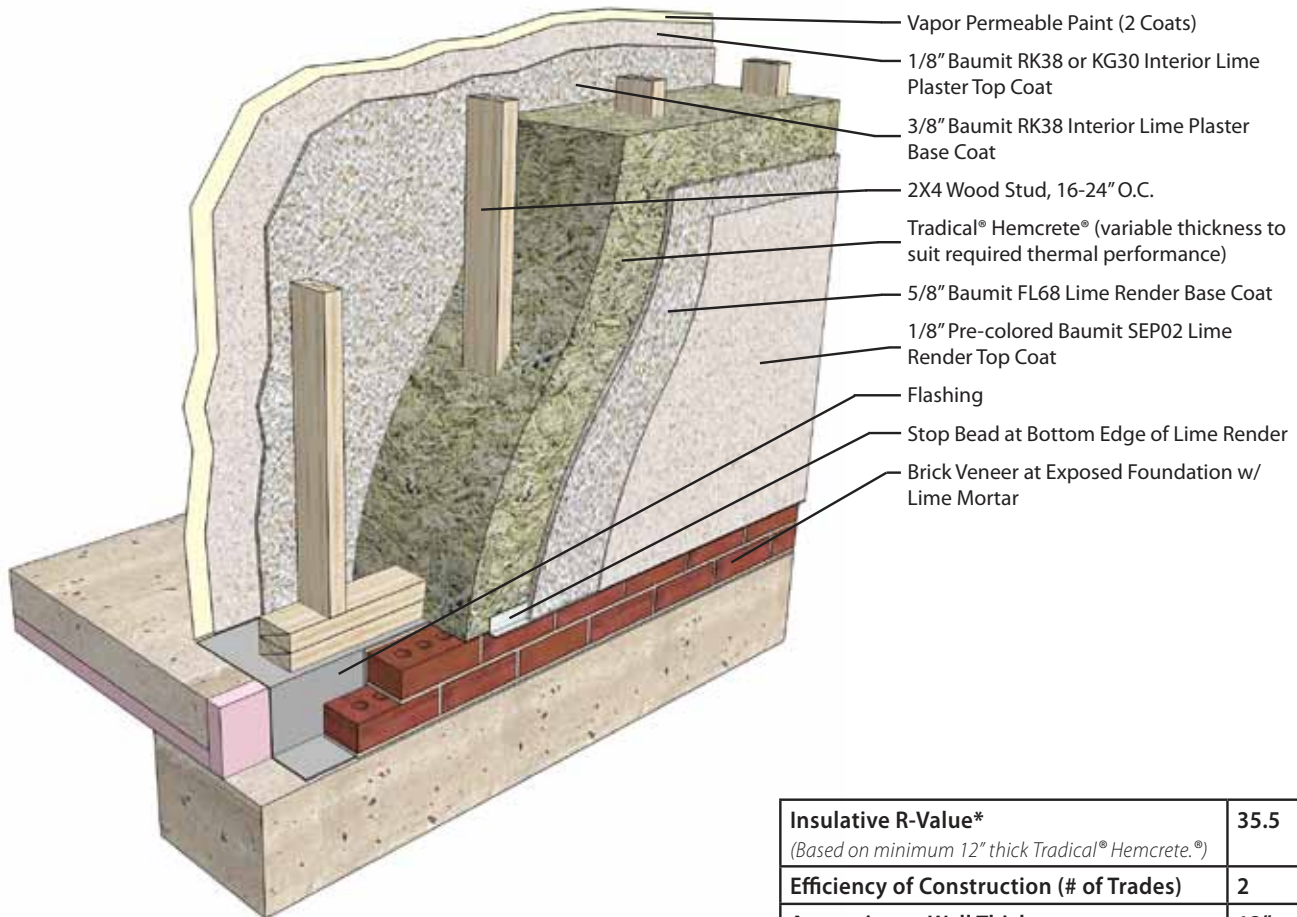 Vapor Permeable Paint (2 Coats)
1/8” Baumit RK38 or KG30 Interior Lime
Plaster Top Coat
3/8” Baumit RK38 Interior Lime Plaster
Base Coat
2X4 Wood Stud, 16-24” O.C.
Tradical® Hemcrete® (variable thickness to
suit required thermal performance)
5/8” Baumit FL68 Lime Render Base Coat
1/8” Pre-colored Baumit SEP02 Lime
Render Top Coat
Flashing
Stop Bead at Bottom Edge of Lime Render
Brick Veneer at Exposed Foundation w/
Lime Mortar
Insulative R-Value* 35.5
(Based on minimum 12” thick Tradical® Hemcrete.®)
Efficiency of Construction (# of Trades) 2